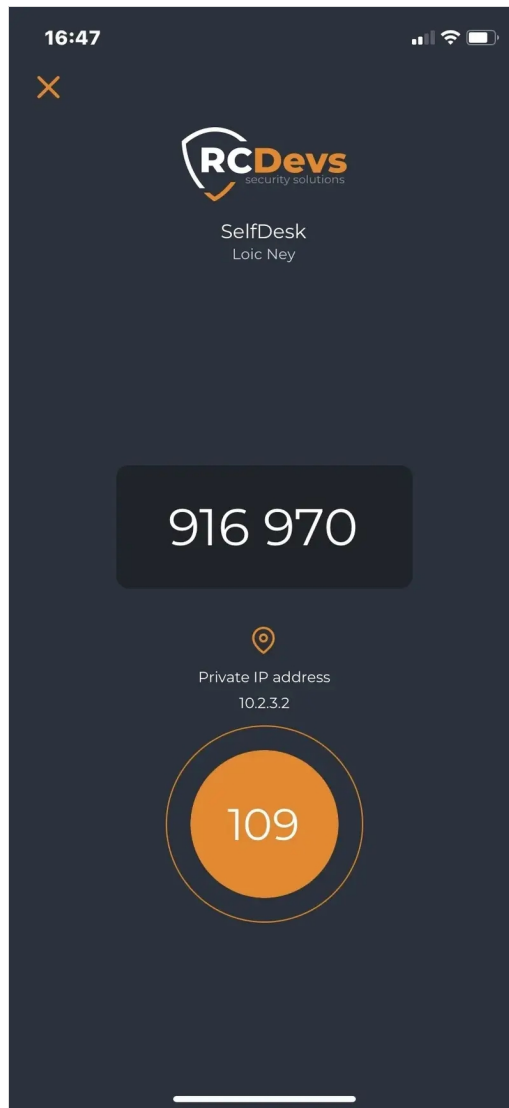 16:47
RCDevs
security solutions
SelfDesk
Loic Ney
916 970
Private IP address
10.2.3.2
109